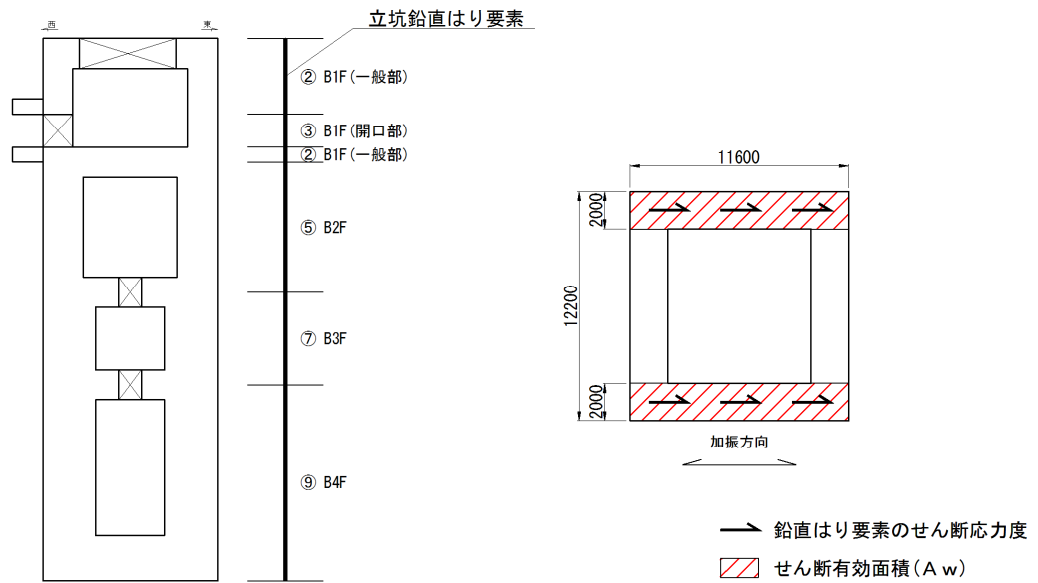 西
東
立坑鉛直はり要素
② B1F(一般部)
③ B1F(開口部)
② B1F(一般部)
⑤ B2F
⑦ B3F
⑨ B4F
11600
2000
12200
2000
加振方向
鉛直はり要素のせん断応力度
せん断有効面積(Aw)